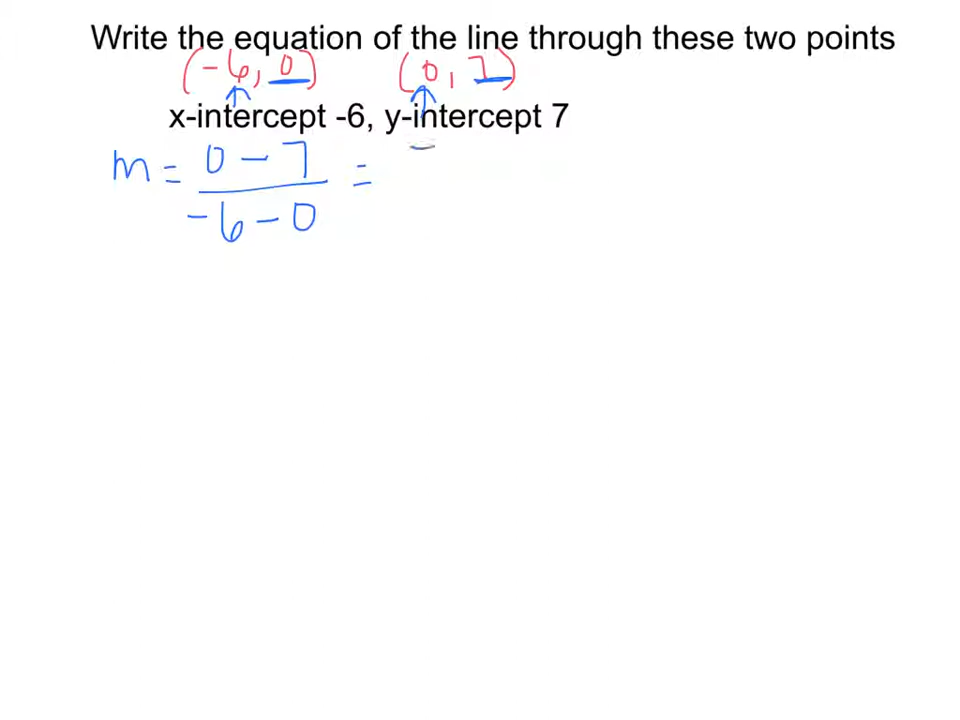 Write the equation of the line through these two points
(-6, 0) (0, 7)
x-intercept -6, y-intercept 7
m = 0 - 7 =
-6 - 0